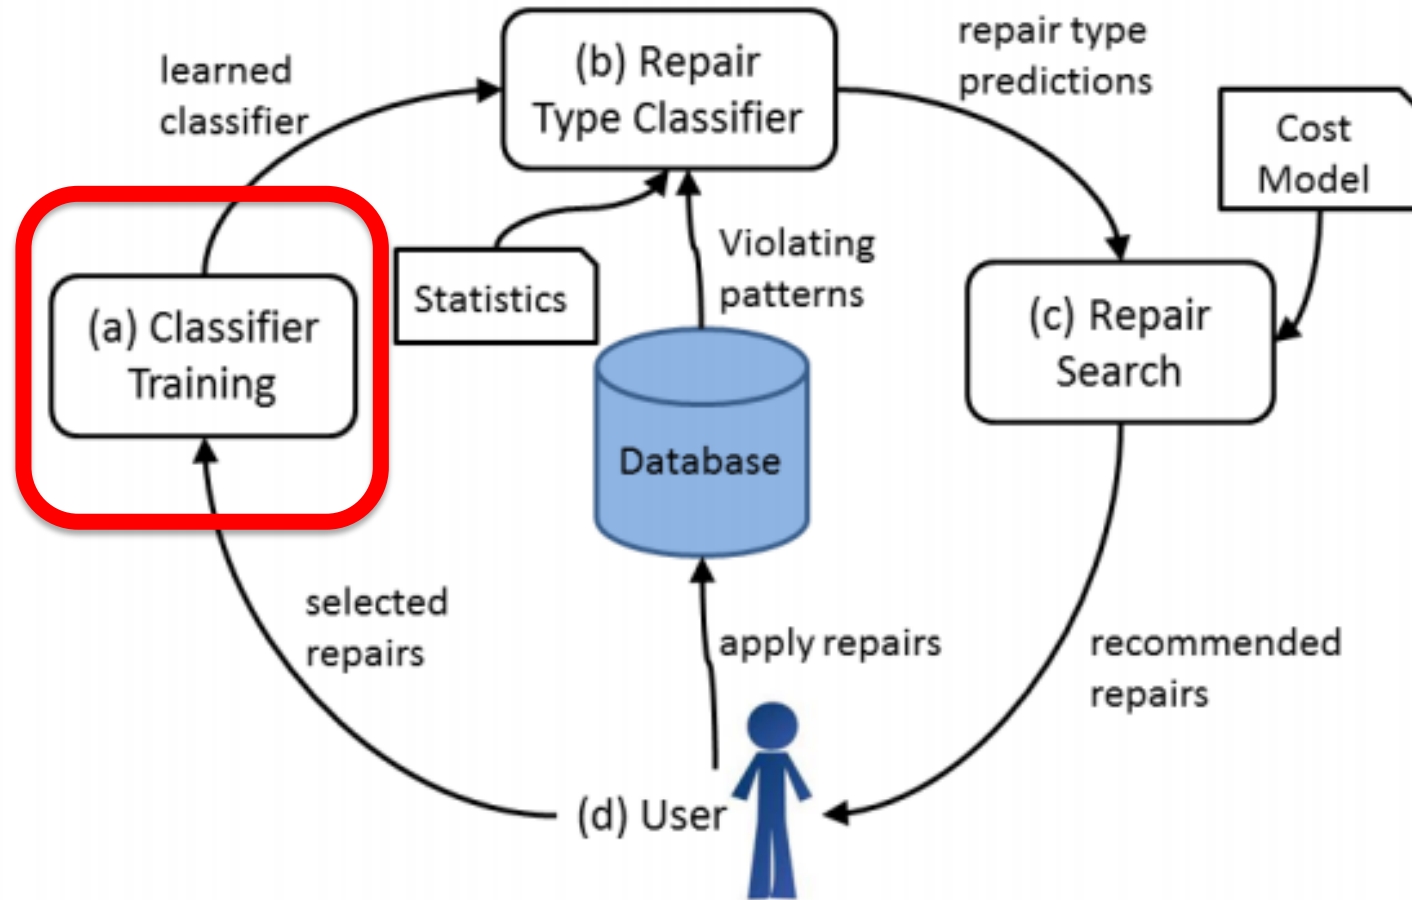 learned
classifier
(b) Repair
Type Classifier
repair type
predictions
Cost
Model
(a) Classifier
Training
Statistics
Violating
patterns
(c) Repair
Search
Database
selected
repairs
apply repairs
recommended
repairs
(d) User